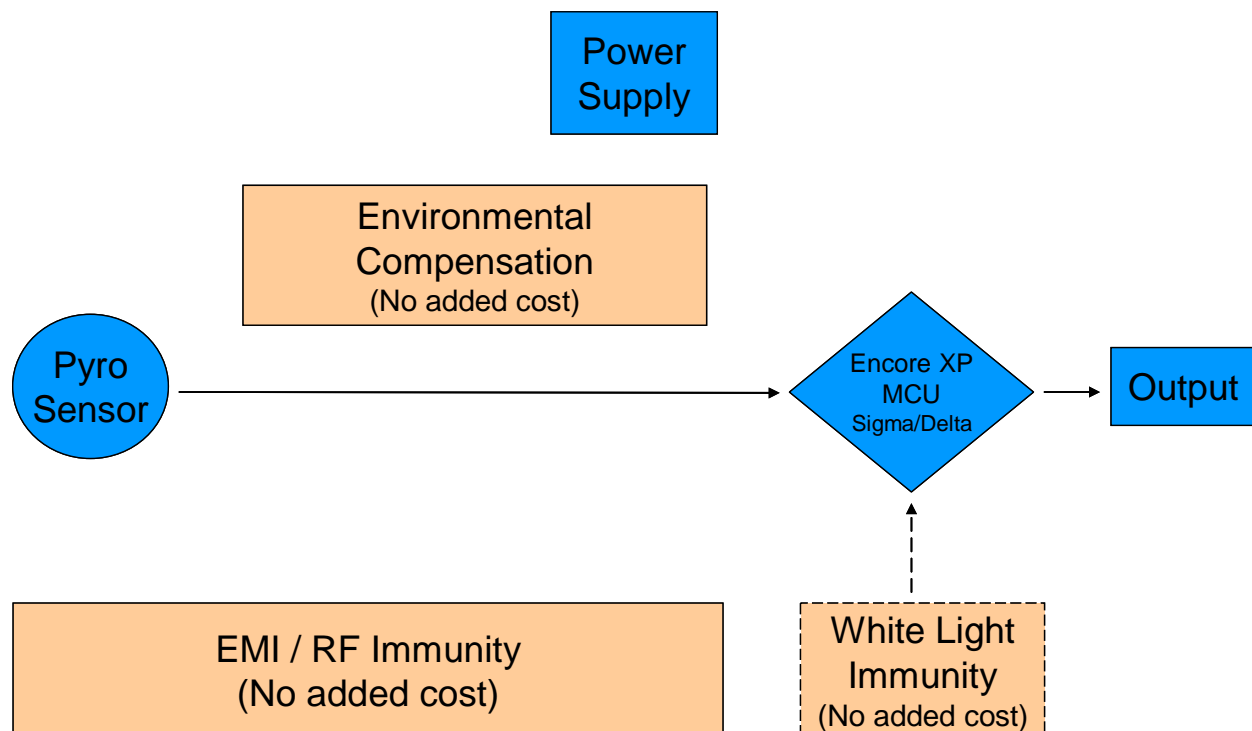 Power
Supply
Environmental
Compensation
(No added cost)
Pyro
Sensor
Encore XP
MCU
Sigma/Delta
Output
EMI / RF Immunity
(No added cost)
White Light
Immunity
(No added cost)